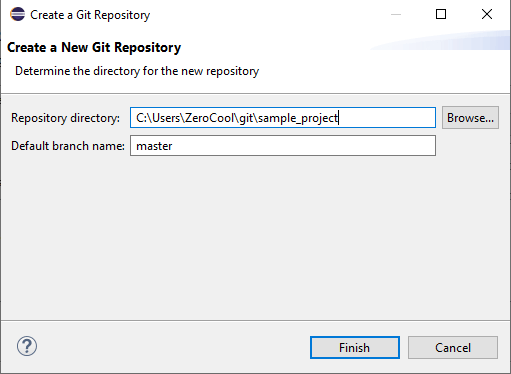 Create a Git Repository
Create a New Git Repository
Determine the directory for the new repository
Repository directory: C:\Users\ZeroCool\git\sample_project Browse...
Default branch name: master
? Finish Cancel